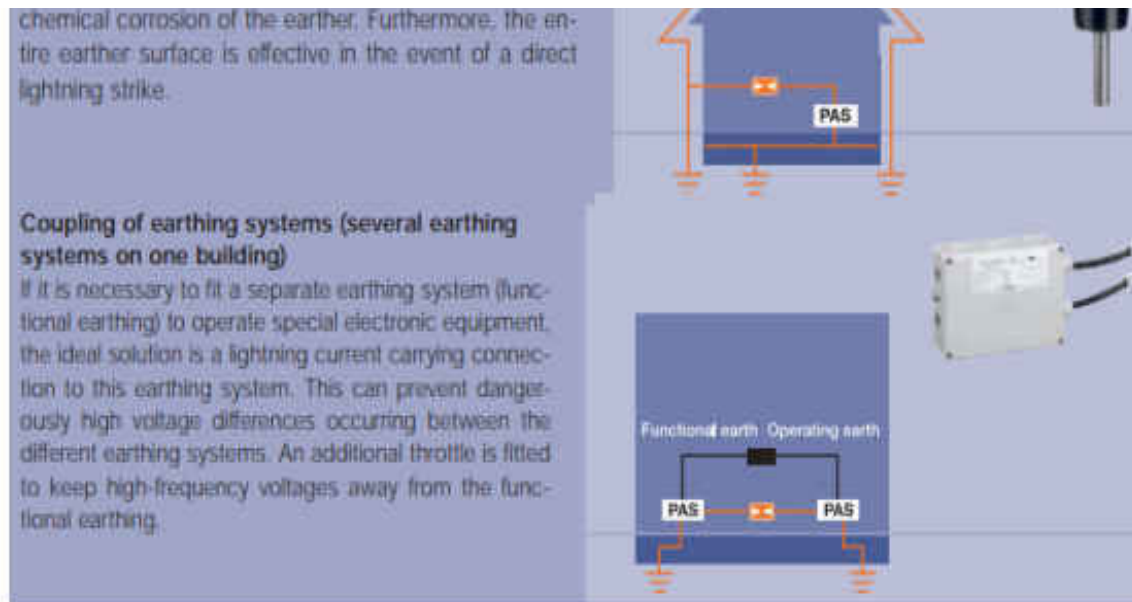 chemical corrosion of the earther. Furthermore, the en-
tire earther surface is effective in the event of a direct
lightning strike.
PAS
Coupling of earthing systems (several earthing
systems on one building)
If it is necessary to fit a separate earthing system (func-
tional earthing) to operate special electronic equipment,
the ideal solution is a lightning current carrying connec-
tion to this earthing system. This can prevent danger-
ously high voltage differences occurring between the
different earthing systems. An additional throttle is fitted
to keep high-frequency voltages away from the func-
tional earthing.
Functional earth Operating earth
PAS PAS